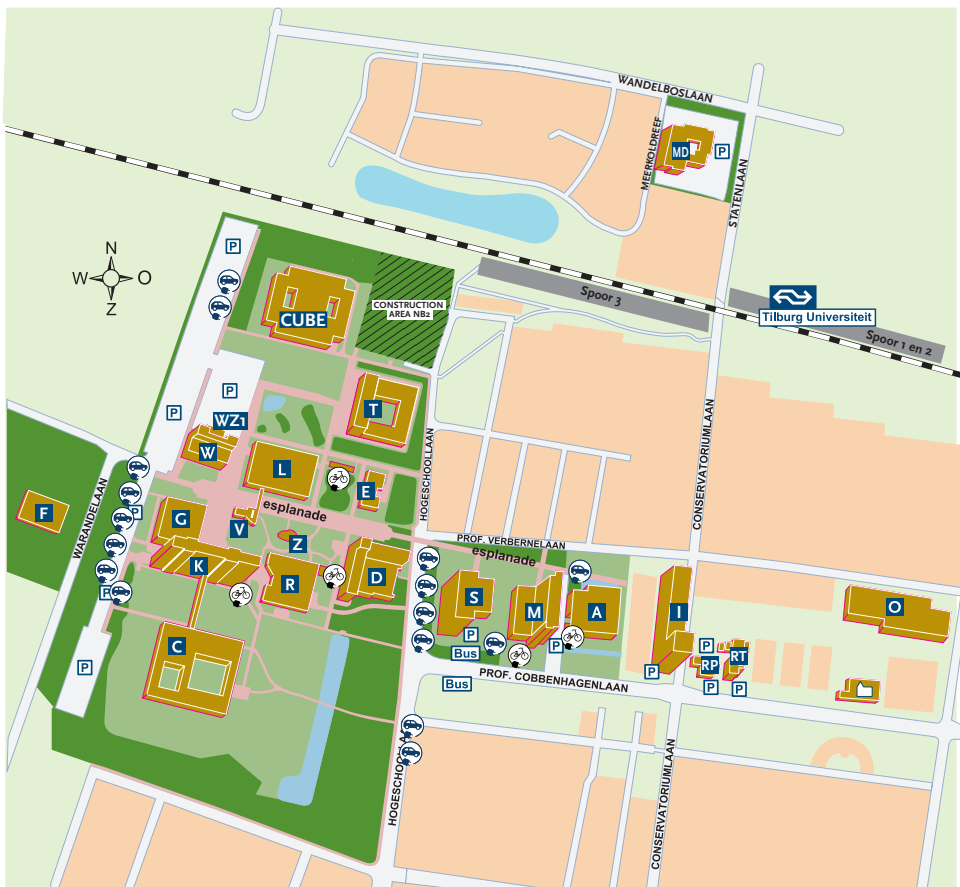 WANDELBOSLAAN
MEERKOLDREEF
MD
P
STATENLAAN
N
W
O
Z
P
CONSTRUCTION
AREA NB2
CUBE
Spoor 3
Tilburg Universiteit
Spoor 1 en 2
P
P
WZ1
T
W
L
E
HOGESCHOOLLAAN
CONSERVATORIUMLAAN
WARANDELAAN
F
P
G
V
esplanade
Z
K
R
D
PROF. VERBERNELAAN
esplanade
P
S
M
A
I
O
C
P
Bus
P
P
RP
RT
P
P
P
Bus
PROF. COBBENHAGENLAAN
P
HOGESCHOOLLAAN
CONSERVATORIUMLAAN